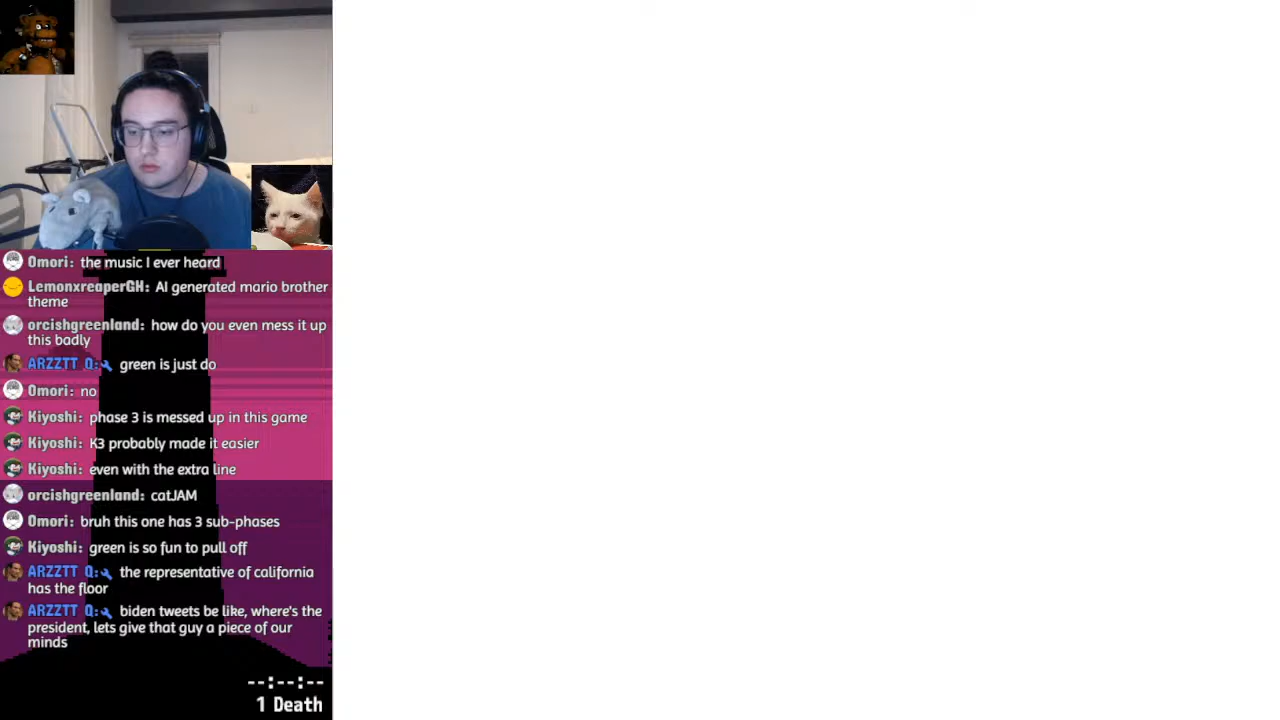 Omori: the music I ever heard
LemonxreaperGH: AI generated mario brother
theme
orcishgreenland: how do you even mess it up
this badly
ARZZTT Q: green is just do
Omori: no
Kiyoshi: phase 3 is messed up in this game
Kiyoshi: K3 probably made it easier
Kiyoshi: even with the extra line
orcishgreenland: catJAM
Omori: bruh this one has 3 sub-phases
Kiyoshi: green is so fun to pull off
ARZZTT Q: the representative of california
has the floor
ARZZTT Q: biden tweets be like, where's the
president, lets give that guy a piece of our
minds
--:--:--
1 Death